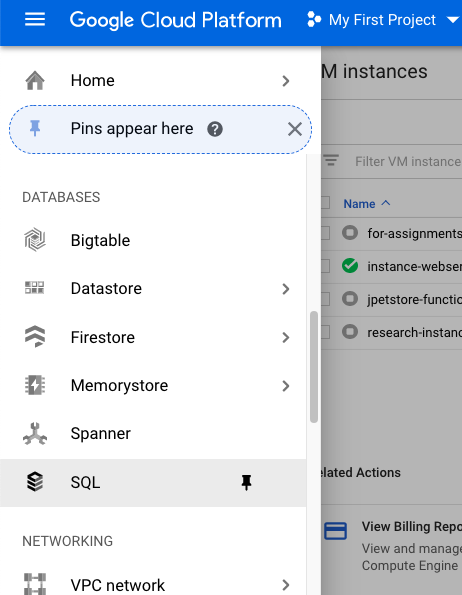 Google Cloud Platform My First Project
Home
Pins appear here
DATABASES
Bigtable
Datastore
Firestore
Memorystore
Spanner
SQL
NETWORKING
VPC network
M instances
Filter VM instance
Name
for-assignments
instance-webser
jpetstore-functio
research-instanc
elated Actions
View Billing Repo
View and manage
Compute Engine